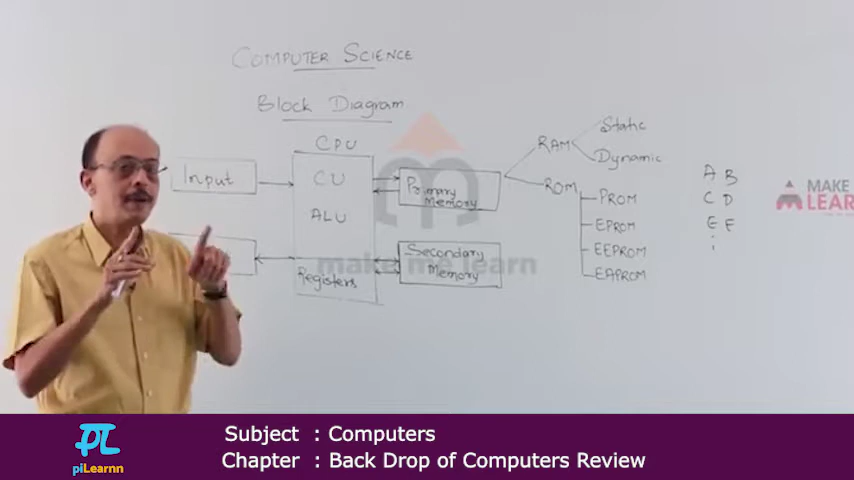 COMPUTER SCIENCE
Block Diagram
CPU
Input
CU
ALU
Registers
Primary
Memory
Secondary
Memory
RAM
Static
Dynamic
ROM
PROM
EPROM
EEPROM
EAPROM
A B
C D
E F
make me learn
MAKE
LEAR
piLearnn
Subject : Computers
Chapter : Back Drop of Computers Review